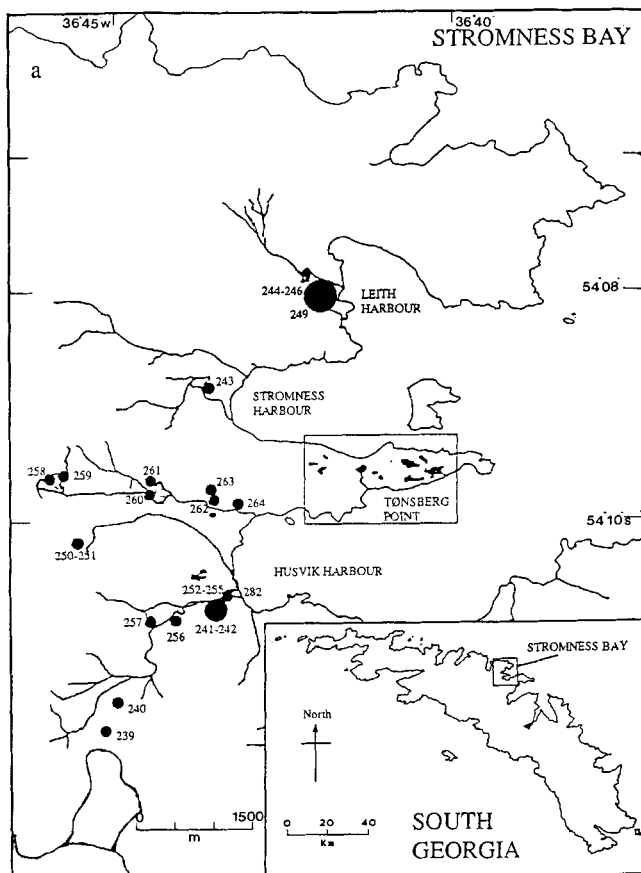 36°45 W
36°40
STROMNESS BAY
a
54°08
244-246
LEITH
HARBOUR
249
243
STROMNESS
HARBOUR
258
259
261
263
260
262
264
TØNSBERG
POINT
54°10s
250-251
HUSVIK HARBOUR
252-255
282
257
256
241-242
240
239
STROMNESS BAY
North
1500
m
0 20 40
Km
SOUTH
GEORGIA